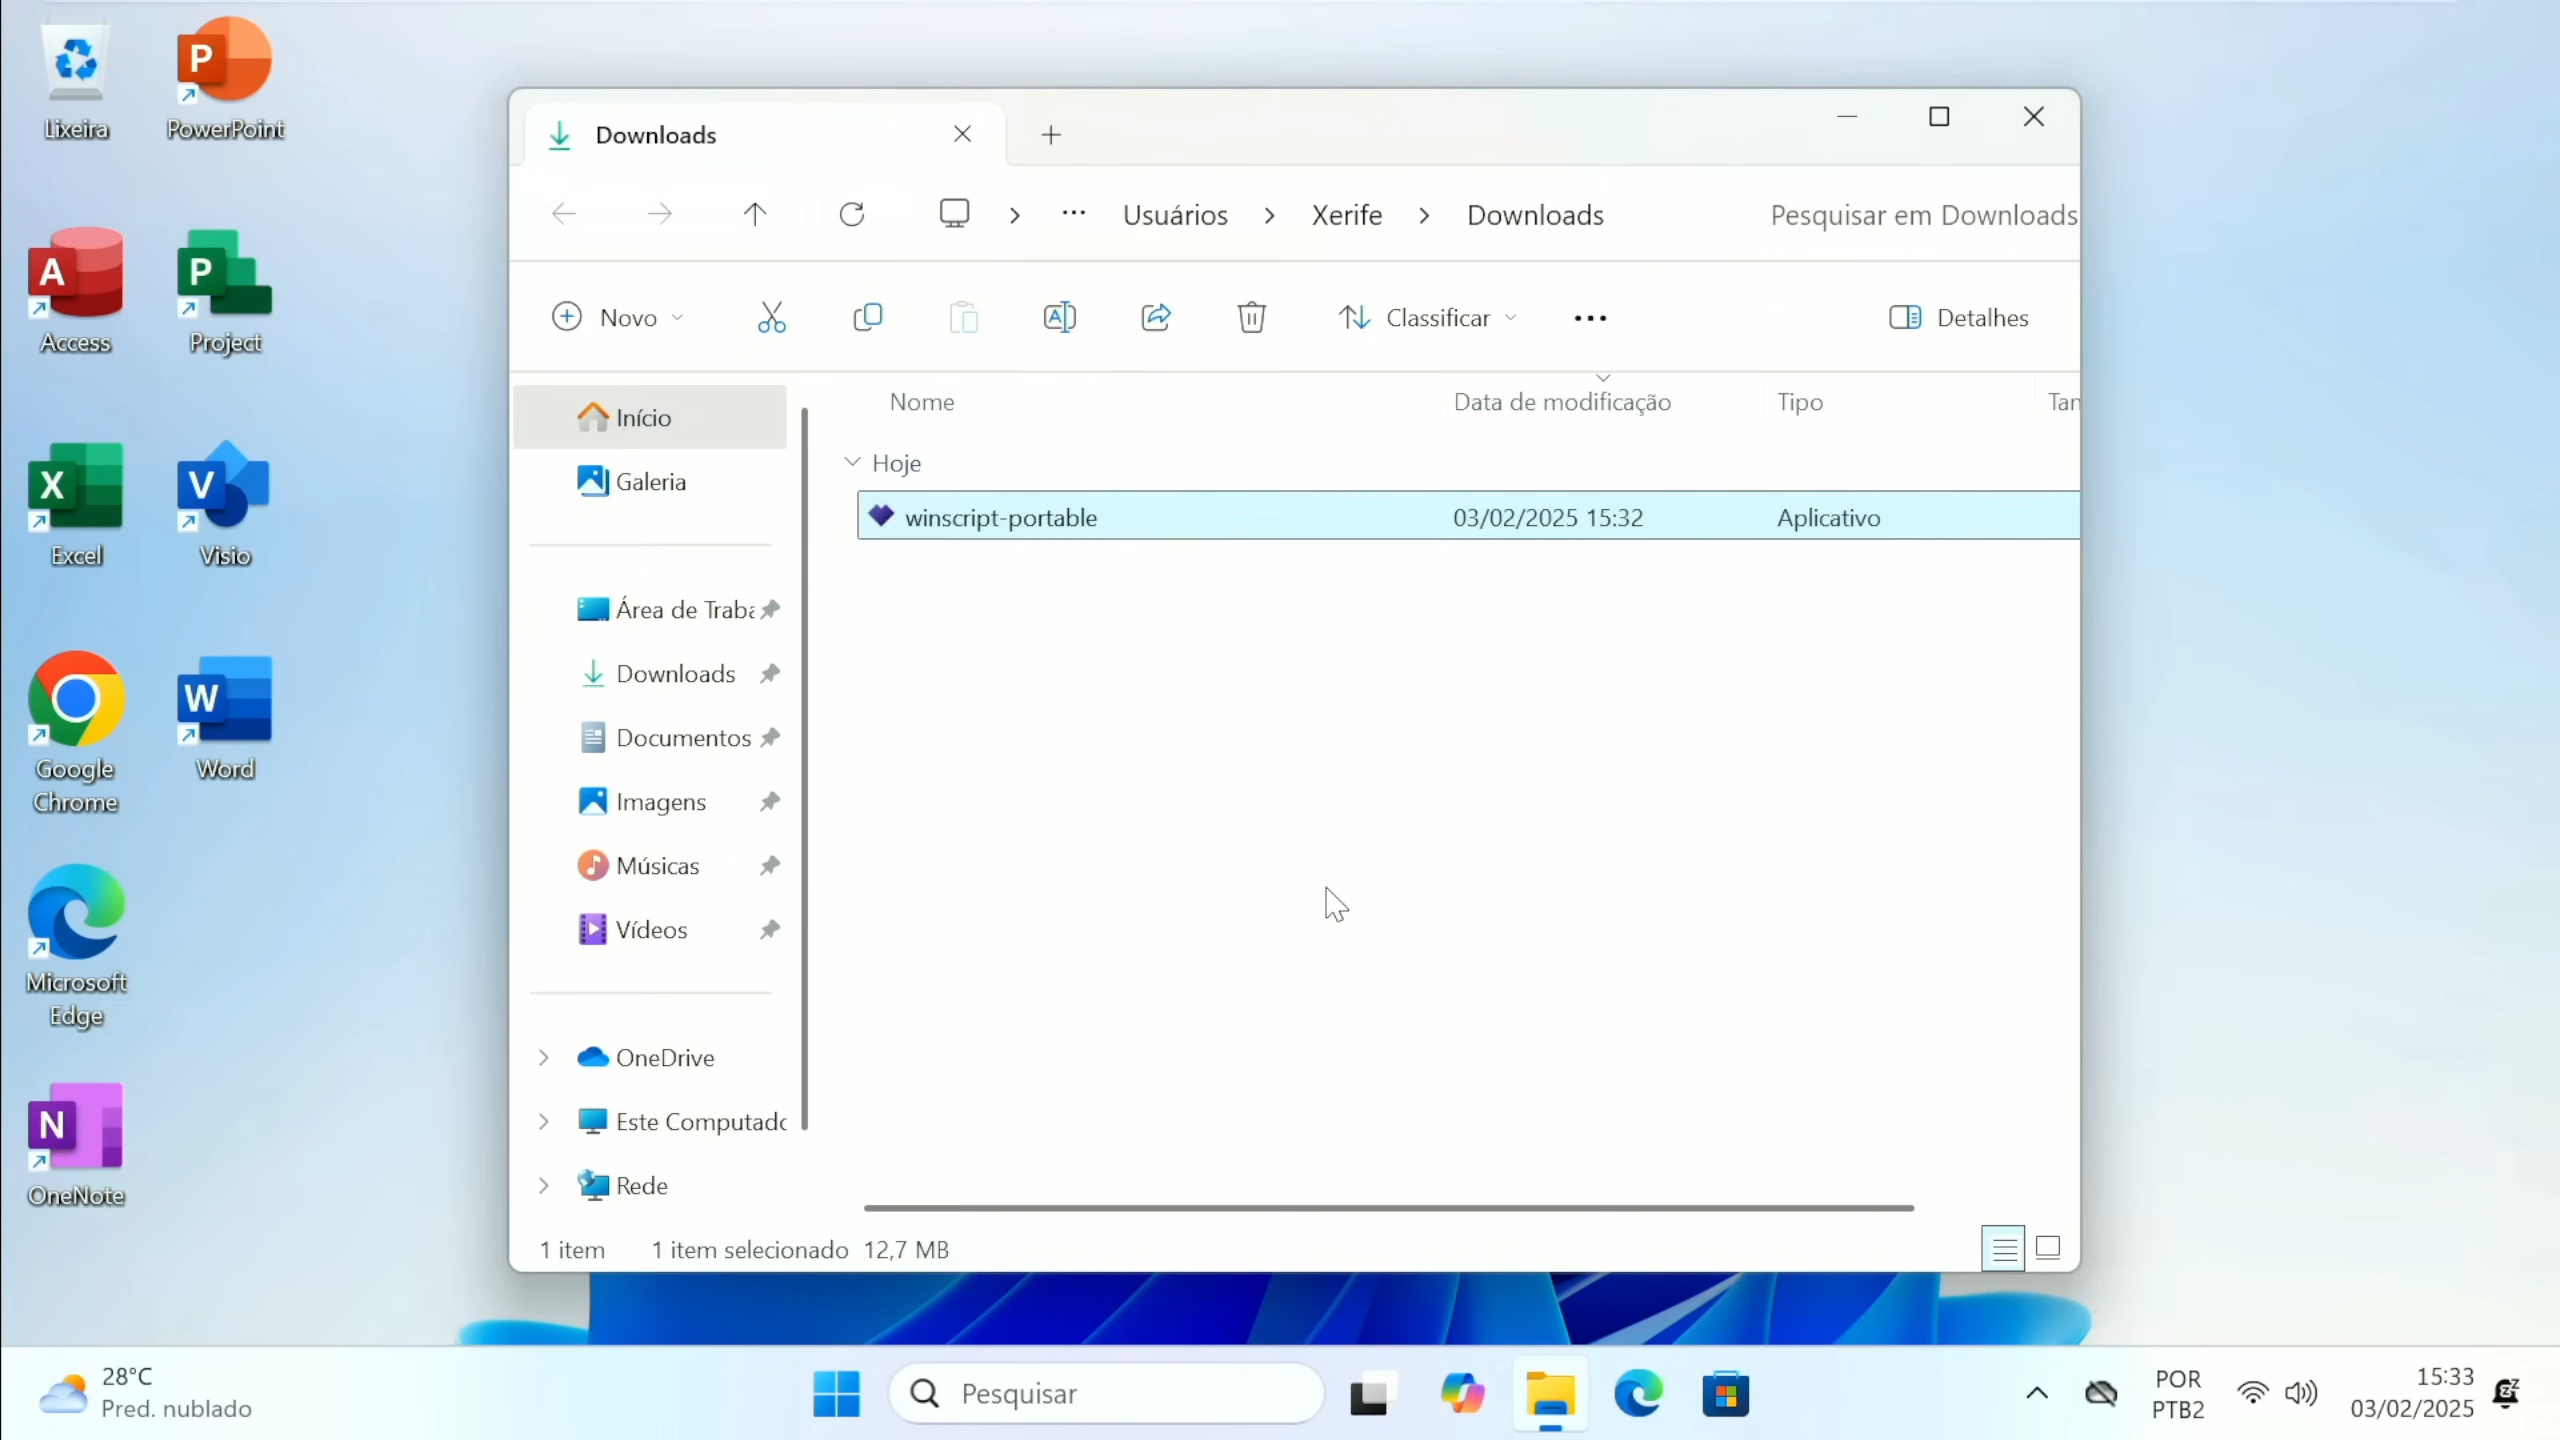 Lixeira
PowerPoint
Access
Project
Excel
Visio
Google
Chrome
Word
Microsoft
Edge
OneNote
Downloads
Usuários
Xerife
Downloads
Pesquisar em Downloads
Novo
Classificar
Detalhes
Nome
Data de modificação
Tipo
Tan
Hoje
winscript-portable
03/02/2025 15:32
Aplicativo
Início
Galeria
Área de Traba
Downloads
Documentos
Imagens
Músicas
Vídeos
OneDrive
Este Computado
Rede
1 item
1 item selecionado 12,7 MB
28°C
Pred. nublado
Pesquisar
POR
PTB2
15:33
03/02/2025